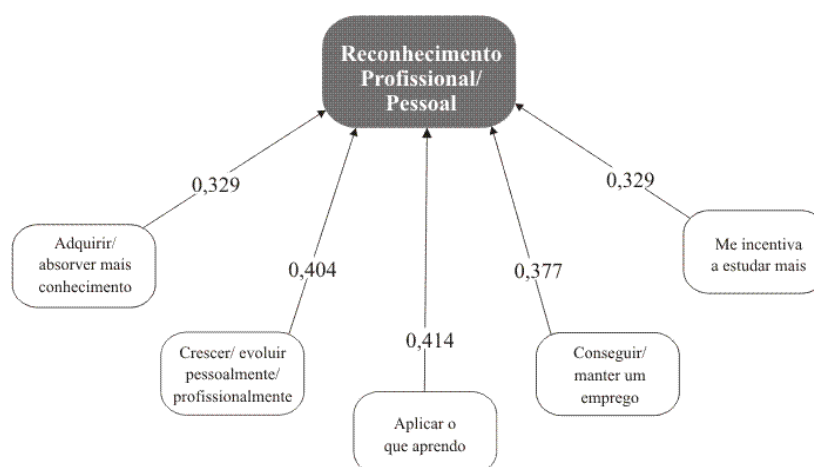 Reconhecimento
Profissional/
Pessoal
0,329
0,329
Adquirir/
absorver mais
conhecimento
Me incentiva
a estudar mais
0,404
0,377
0,414
Crescer/ evoluir
pessoalmente/
profissionalmente
Conseguir/
manter um
emprego
Aplicar o
que aprendo